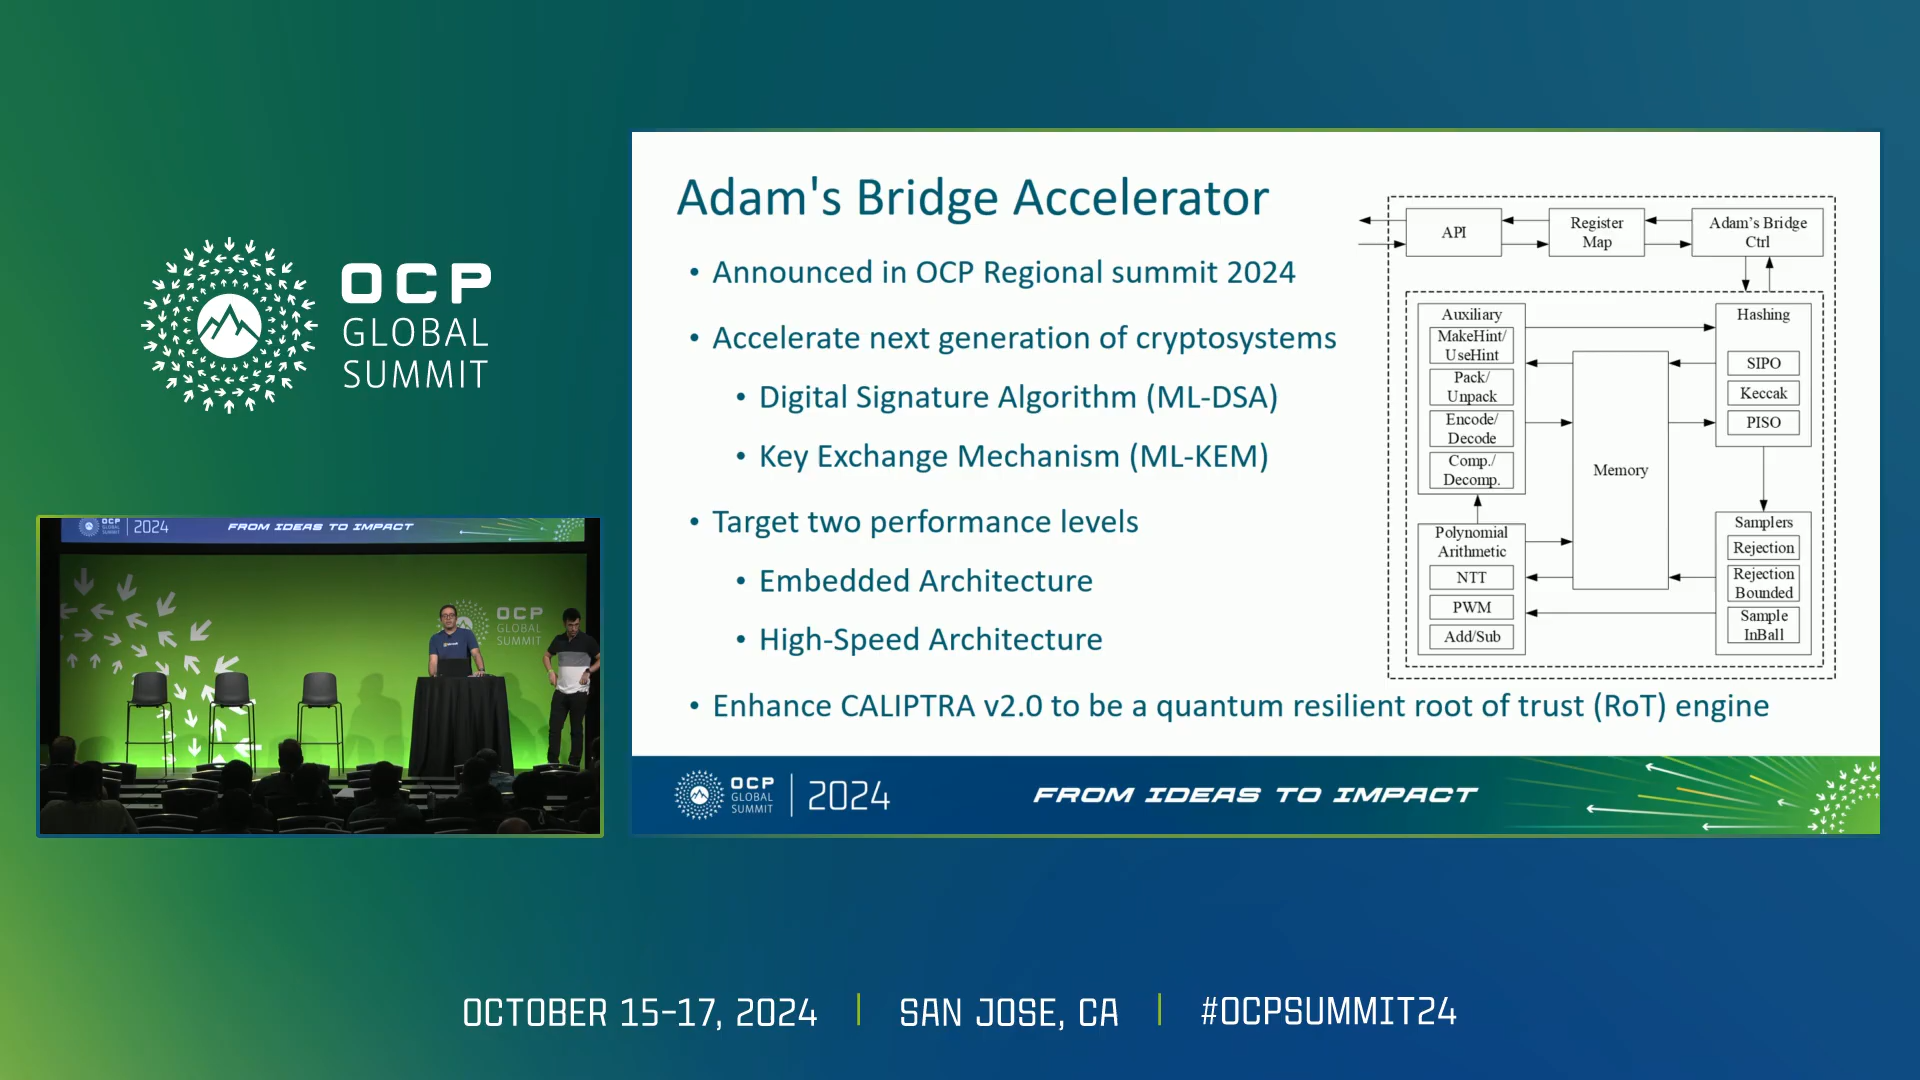 OCP
GLOBAL
SUMMIT
OCP
GLOBAL
SUMMIT
2024
FROM IDEAS TO IMPACT
OCP
GLOBAL
SUMMIT
Adam's Bridge Accelerator
• Announced in OCP Regional summit 2024
• Accelerate next generation of cryptosystems
• Digital Signature Algorithm (ML-DSA)
• Key Exchange Mechanism (ML-KEM)
• Target two performance levels
• Embedded Architecture
• High-Speed Architecture
• Enhance CALIPTRA v2.0 to be a quantum resilient root of trust (RoT) engine
API
Register
Map
Adam's Bridge
Ctrl
Auxiliary
MakeHint/
UseHint
Pack/
Unpack
Encode/
Decode
Comp./
Decomp.
Polynomial
Arithmetic
NTT
PWM
Add/Sub
Memory
Hashing
SIPO
Keccak
PISO
Samplers
Rejection
Rejection
Bounded
Sample
InBall
OCP
GLOBAL
SUMMIT
2024
FROM IDEAS TO IMPACT
OCTOBER 15-17, 2024 | SAN JOSE, CA | #OCPSUMMIT24